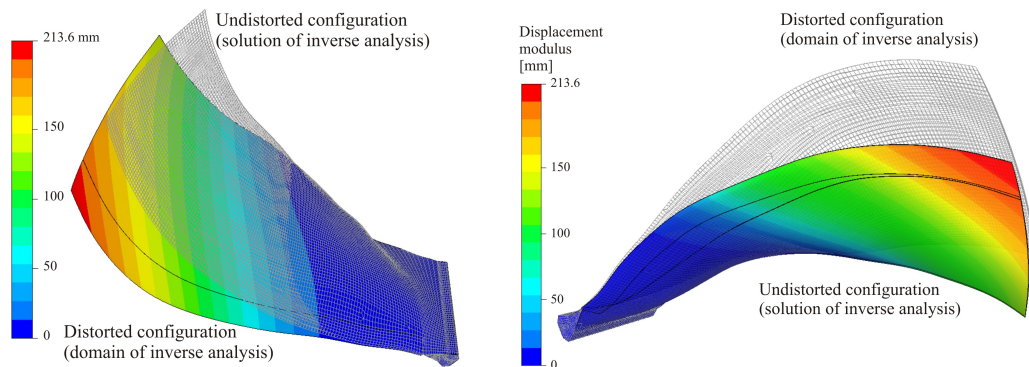 Undistorted configuration
(solution of inverse analysis)
213.6 mm
150
100
50
0
Distorted configuration
(domain of inverse analysis)
Distorted configuration
(domain of inverse analysis)
Displacement
modulus
[mm]
213.6
150
100
50
0
Undistorted configuration
(solution of inverse analysis)